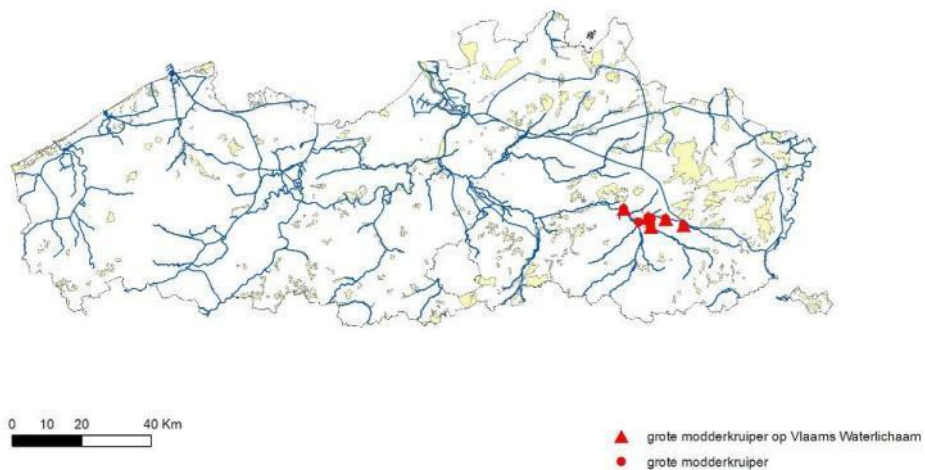 0 10 20 40 Km
grote modderkruiper op Vlaams Waterlichaam
grote modderkruiper